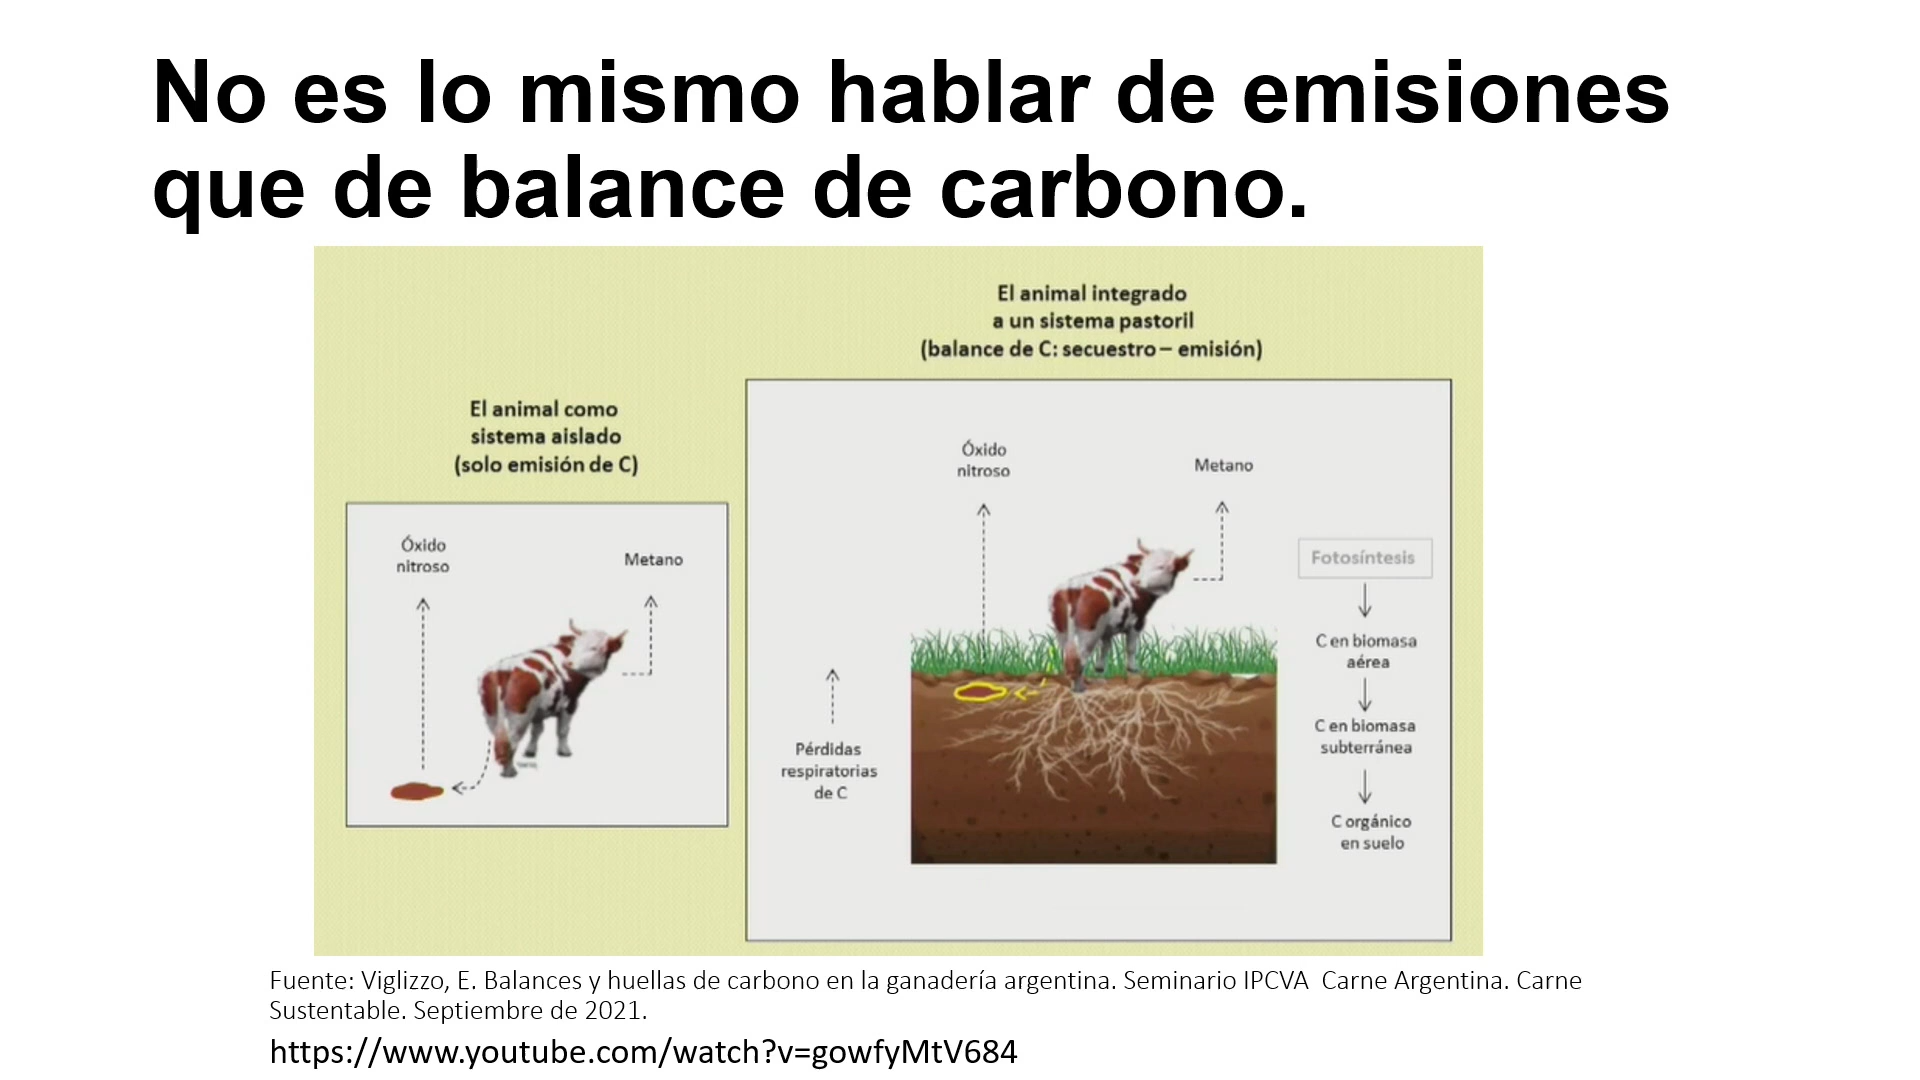 No es lo mismo hablar de emisiones
que de balance de carbono.
El animal como
sistema aislado
(solo emisión de C)
Óxido
nitroso
Metano
El animal integrado
a un sistema pastoril
(balance de C: secuestro – emisión)
Óxido
nitroso
Metano
Pérdidas
respiratorias
de C
Fotosíntesis
C en biomasa
aérea
C en biomasa
subterránea
C orgánico
en suelo
Fuente: Viglizzo, E. Balances y huellas de carbono en la ganadería argentina. Seminario IPCVA  Carne Argentina. Carne
Sustentable. Septiembre de 2021.
https://www.youtube.com/watch?v=gowfyMtV684